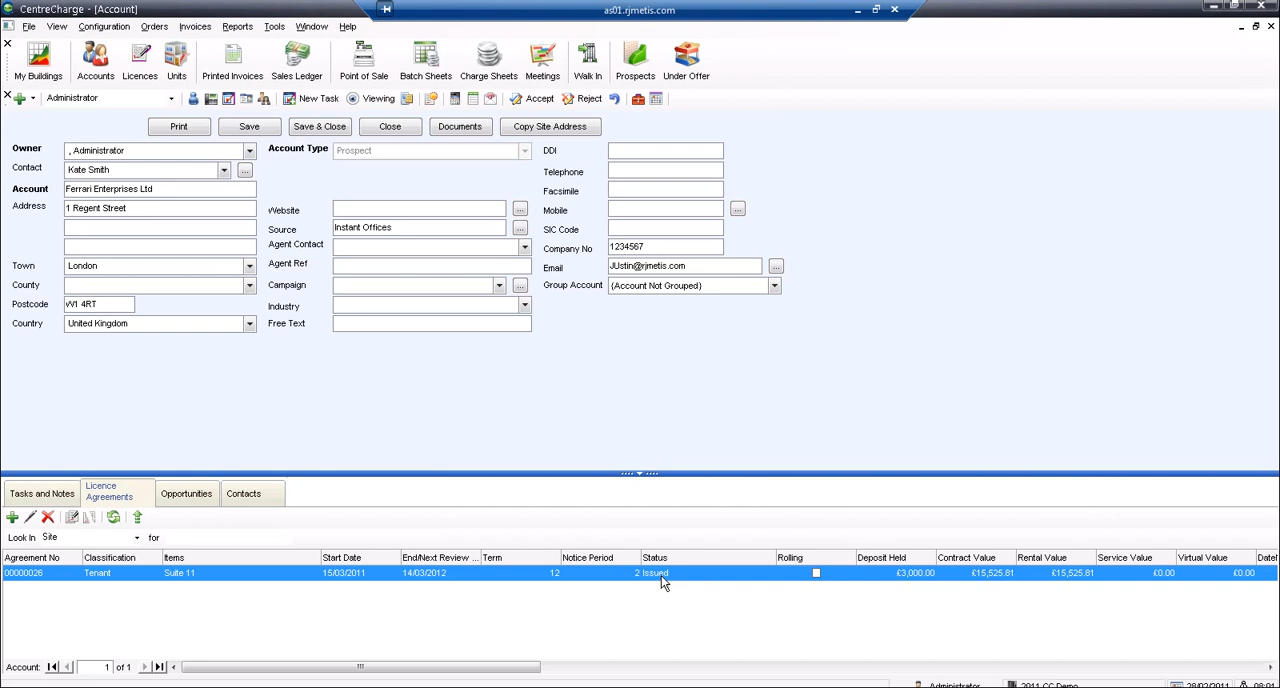 CentreCharge - [Account]
as01.rjmetis.com
File View Configuration Orders Invoices Reports Tools Window Help
My Buildings Accounts Licences Units Printed Invoices Sales Ledger Point of Sale Batch Sheets Charge Sheets Meetings Walk In Prospects Under Offer
Administrator New Task Viewing Accept Reject
Print Save Save & Close Close Documents Copy Site Address
Owner , Administrator Account Type Prospect DDI
Contact Kate Smith ... Telephone
Account Ferrari Enterprises Ltd Facsimile
Address 1 Regent Street Website ... Mobile ...
Source Instant Offices ... SIC Code
Agent Contact Company No 1234567
Town London Agent Ref Email JUstin@rjmetis.com ...
County Campaign ... Group Account {Account Not Grouped}
Postcode W1 4RT Industry
Country United Kingdom Free Text
Tasks and Notes Licence Agreements Opportunities Contacts
Look In Site for
Agreement No Classification Items Start Date End/Next Review ... Term Notice Period Status Rolling Deposit Held Contract Value Rental Value Service Value Virtual Value
00000026 Tenant Suite 11 15/03/2011 14/03/2012 12 2 Issued £3,000.00 £15,525.81 £15,525.81 £0.00 £0.00
Account: 1 of 1
Administrator 2011 CC Demo 28/02/2011 08:01